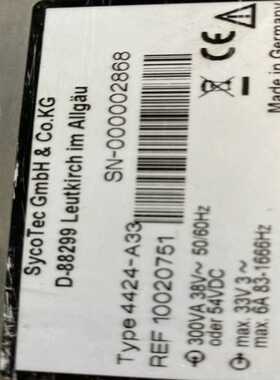 SycoTec GmbH & Co.KG
D-88299 Leutkirch im Allgäu
SN-000002868
Type 4424-A33
REF 10020751
300VA 38V~ 50/60Hz
oder 54VDC
max. 33V 3~
max. 6A 83-1666Hz
CE
Made in Germany